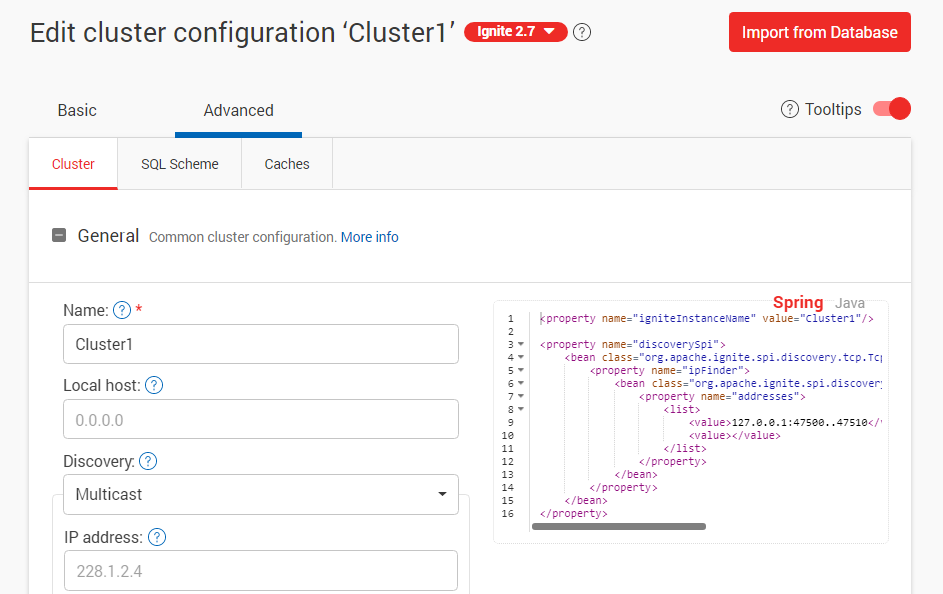 Edit cluster configuration ‘Cluster1’ Ignite 2.7 ?
Import from Database
Basic
Advanced
? Tooltips
Cluster
SQL Scheme
Caches
General Common cluster configuration. More info
Name: ? *
Cluster1
Local host: ?
0.0.0.0
Discovery: ?
Multicast
IP address: ?
228.1.2.4
Spring Java
1 <property name="igniteInstanceName" value="Cluster1"/>
2
3 <property name="discoverySpi">
4 <bean class="org.apache.ignite.spi.discovery.tcp.Tcp
5 <property name="ipFinder">
6 <bean class="org.apache.ignite.spi.discovery
7 <property name="addresses">
8 <list>
9 <value>127.0.0.1:47500..47510</
10 <value></value>
11 </list>
12 </property>
13 </bean>
14 </property>
15 </bean>
16 </property>